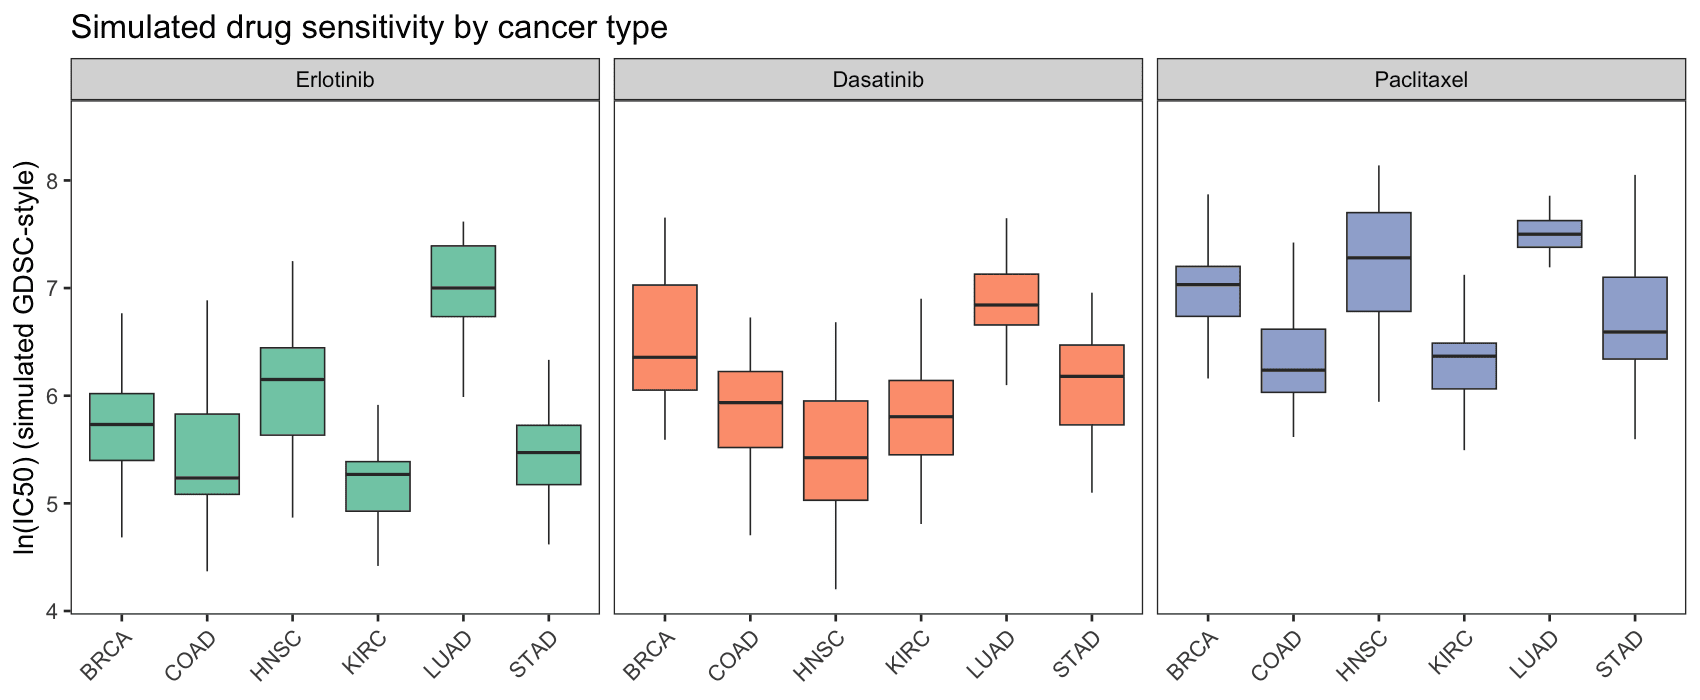 Simulated drug sensitivity by cancer type
Erlotinib
Dasatinib
Paclitaxel
ln(IC50) (simulated GDSC-style)
8
7
6
5
4
BRCA
COAD
HNSC
KIRC
LUAD
STAD
BRCA
COAD
HNSC
KIRC
LUAD
STAD
BRCA
COAD
HNSC
KIRC
LUAD
STAD